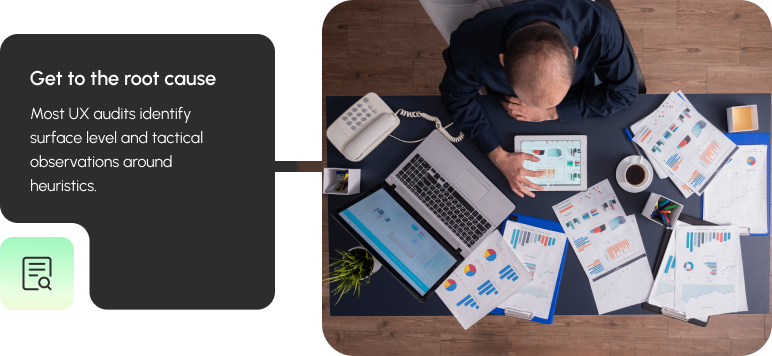 Get to the root cause
Most UX audits identify
surface level and tactical
observations around
heuristics.